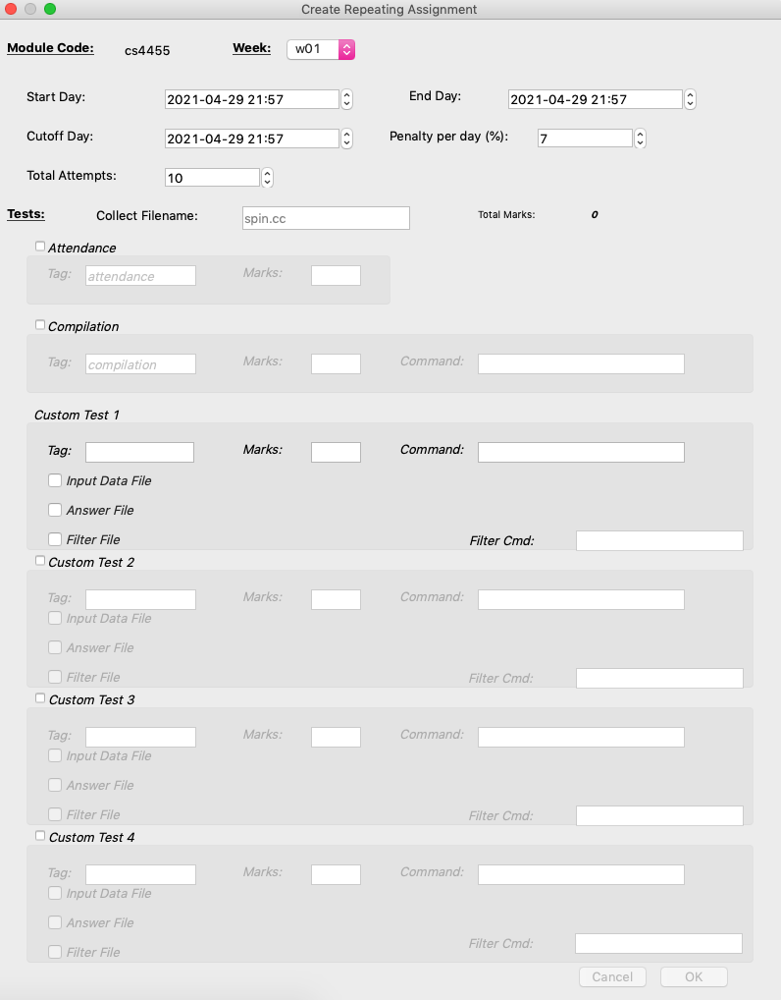 Create Repeating Assignment
Module Code: cs4455 Week: w01
Start Day: 2021-04-29 21:57 End Day: 2021-04-29 21:57
Cutoff Day: 2021-04-29 21:57 Penalty per day (%): 7
Total Attempts: 10
Tests: Collect Filename: spin.cc Total Marks: 0
Attendance
Tag: attendance Marks:
Compilation
Tag: compilation Marks: Command:
Custom Test 1
Tag: Marks: Command:
Input Data File
Answer File
Filter File Filter Cmd:
Custom Test 2
Tag: Marks: Command:
Input Data File
Answer File
Filter File Filter Cmd:
Custom Test 3
Tag: Marks: Command:
Input Data File
Answer File
Filter File Filter Cmd:
Custom Test 4
Tag: Marks: Command:
Input Data File
Answer File
Filter File Filter Cmd:
Cancel OK